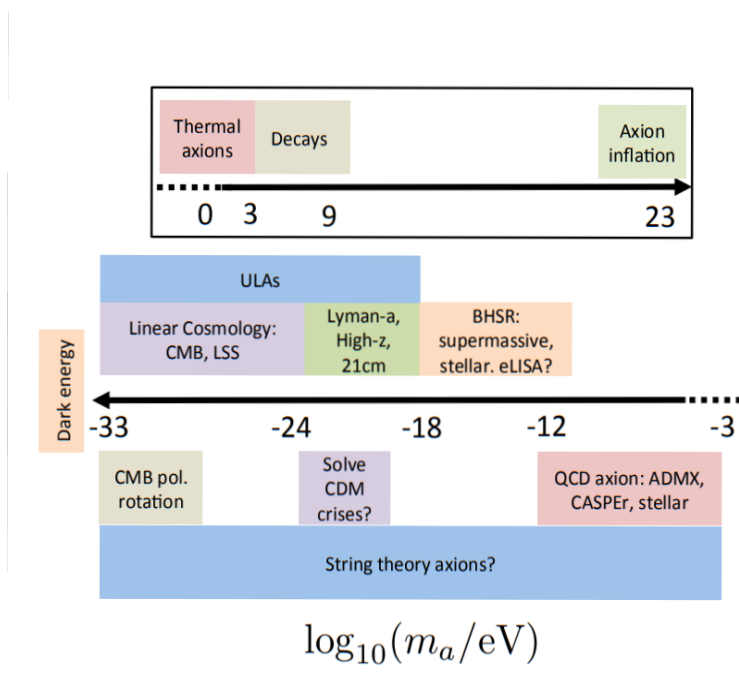 Thermal
axions
Decays
Axion
inflation
0 3 9 23
ULAs
Linear Cosmology:
CMB, LSS
Lyman-a,
High-z,
21cm
BHSR:
supermassive,
stellar. eLISA?
Dark energy
-33 -24 -18 -12 -3
CMB pol.
rotation
Solve
CDM
crises?
QCD axion: ADMX,
CASPEr, stellar
String theory axions?
log₁₀(mₐ/eV)